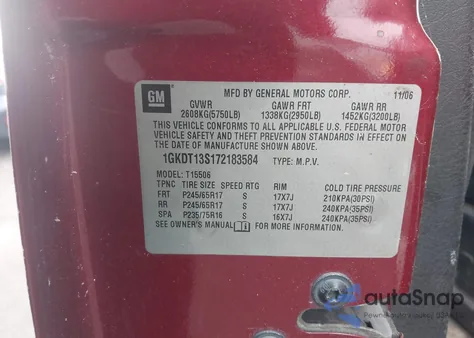 GM
MFD BY GENERAL MOTORS CORP. 11/06
GVWR GAWR FRT GAWR RR
2608KG(5750LB) 1338KG(2950LB) 1452KG(3200LB)
THIS VEHICLE CONFORMS TO ALL APPLICABLE U.S. FEDERAL MOTOR
VEHICLE SAFETY AND THEFT PREVENTION STANDARDS IN EFFECT ON THE
DATE OF MANUFACTURE SHOWN ABOVE.
1GKDT13S172183584 TYPE: M.P.V.
MODEL: T15506
TPNC TIRE SIZE SPEED RTG RIM COLD TIRE PRESSURE
FRT P245/65R17 S 17X7J 210KPA(30PSI)
RR P245/65R17 S 17X7J 240KPA(35PSI)
SPA P235/75R16 S 16X7J 240KPA(35PSI)
SEE OWNER'S MANUAL FOR MORE INFORMATION.
autoSnap